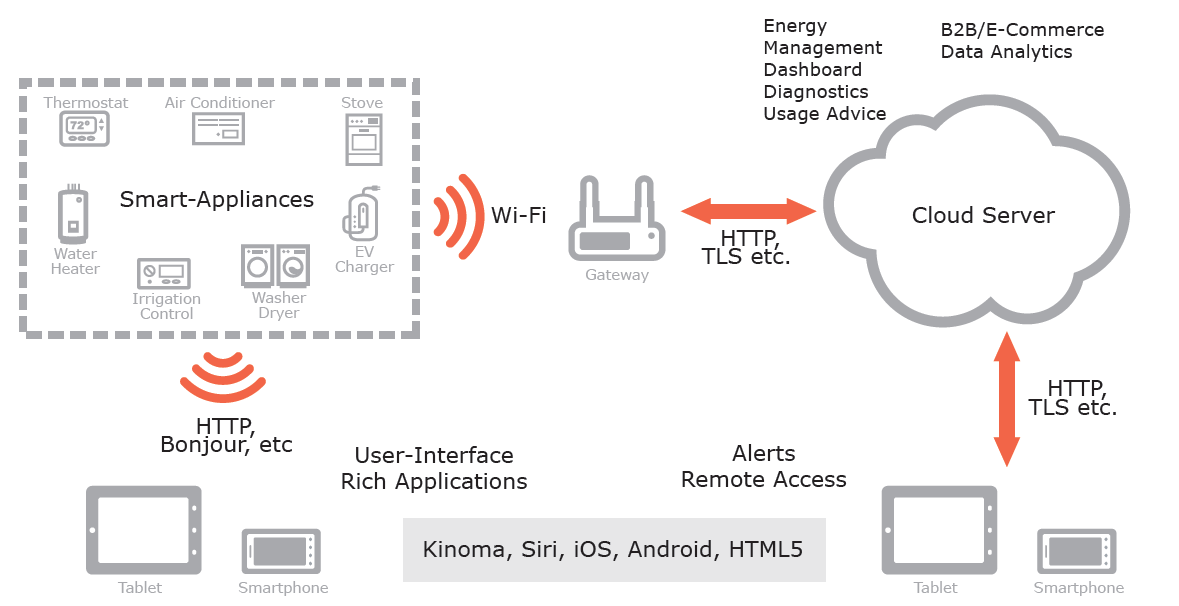 Energy
Management
Dashboard
Diagnostics
Usage Advice
B2B/E-Commerce
Data Analytics
Thermostat
Air Conditioner
Stove
72°
Smart-Appliances
Water
Heater
Irrigation
Control
Washer
Dryer
EV
Charger
Wi-Fi
Gateway
HTTP,
TLS etc.
Cloud Server
HTTP,
TLS etc.
HTTP,
Bonjour, etc
User-Interface
Rich Applications
Alerts
Remote Access
Kinoma, Siri, iOS, Android, HTML5
Tablet
Smartphone
Tablet
Smartphone